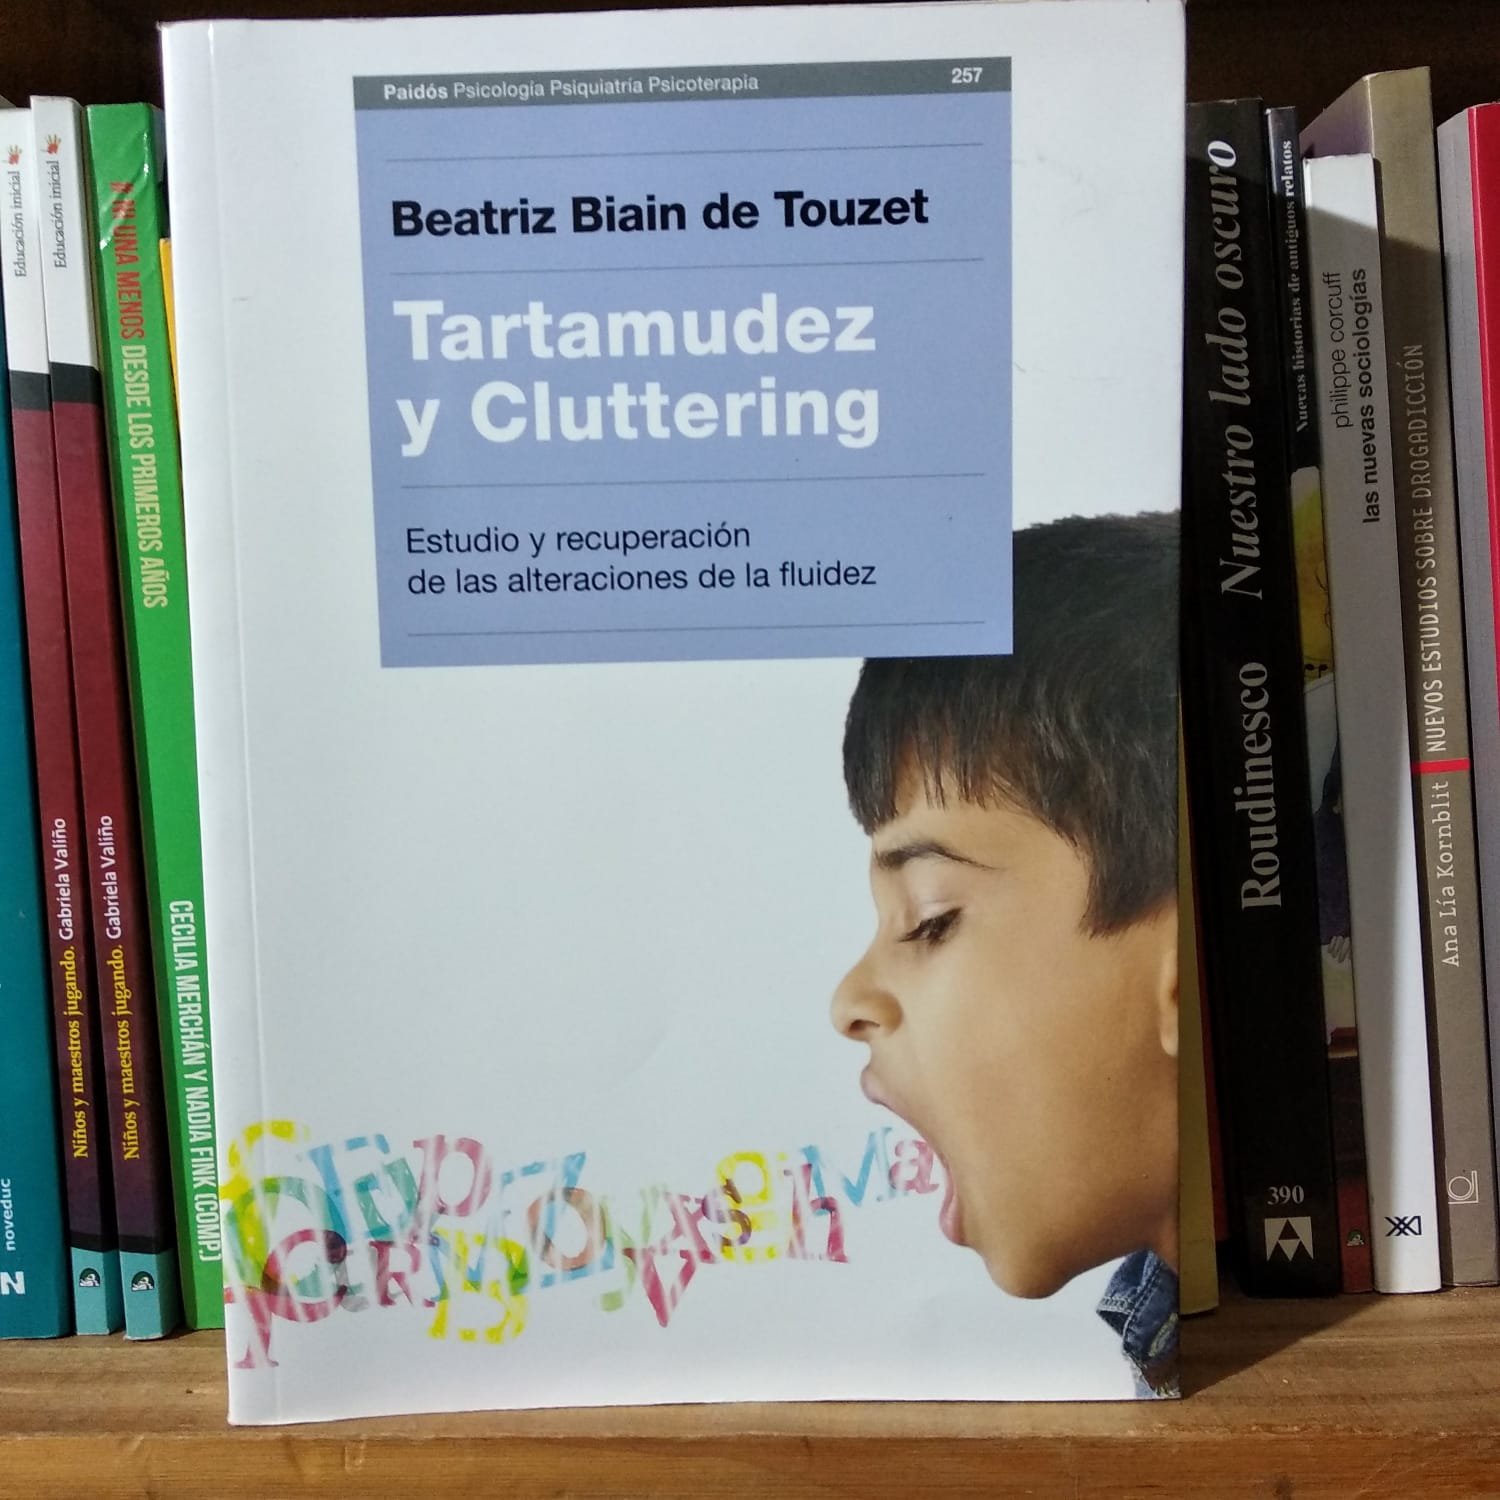 Paidós Psicología Psiquiatría Psicoterapia 257
Beatriz Biain de Touzet
Tartamudez
y Cluttering
Estudio y recuperación
de las alteraciones de la fluidez
noveduc
N
Educación inicial
Niños y maestros jugando. Gabriela Valiño
Educación inicial
Niños y maestros jugando. Gabriela Valiño
# NI UNA MENOS DESDE LOS PRIMEROS AÑOS
CECILIA MERCHÁN Y NADIA FINK (COMP.)
Roudinesco Nuestro lado oscuro
390
Nuevas historias de antiguos relatos
philippe corcuff
las nuevas sociologías
Ana Lía Kornblit NUEVOS ESTUDIOS SOBRE DROGADICCIÓN